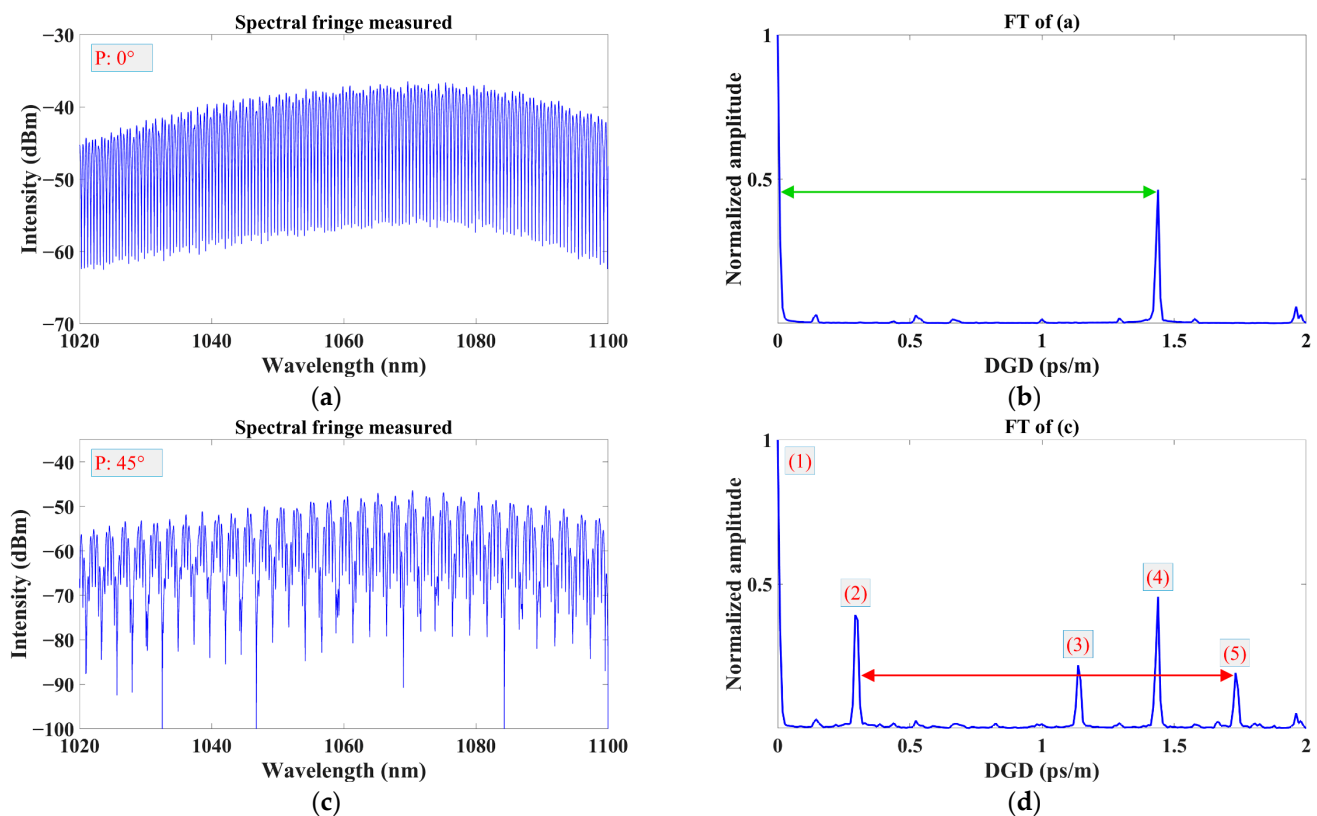 Spectral fringe measured
P: 0°
Intensity (dBm)
−30
−40
−50
−60
−70
1020 1040 1060 1080 1100
Wavelength (nm)
(a)
FT of (a)
Normalized amplitude
1
0.5
0 0.5 1 1.5 2
DGD (ps/m)
(b)
Spectral fringe measured
P: 45°
Intensity (dBm)
−40
−50
−60
−70
−80
−90
−100
1020 1040 1060 1080 1100
Wavelength (nm)
(c)
FT of (c)
Normalized amplitude
1
0.5
(1)
(2)
(3)
(4)
(5)
0 0.5 1 1.5 2
DGD (ps/m)
(d)